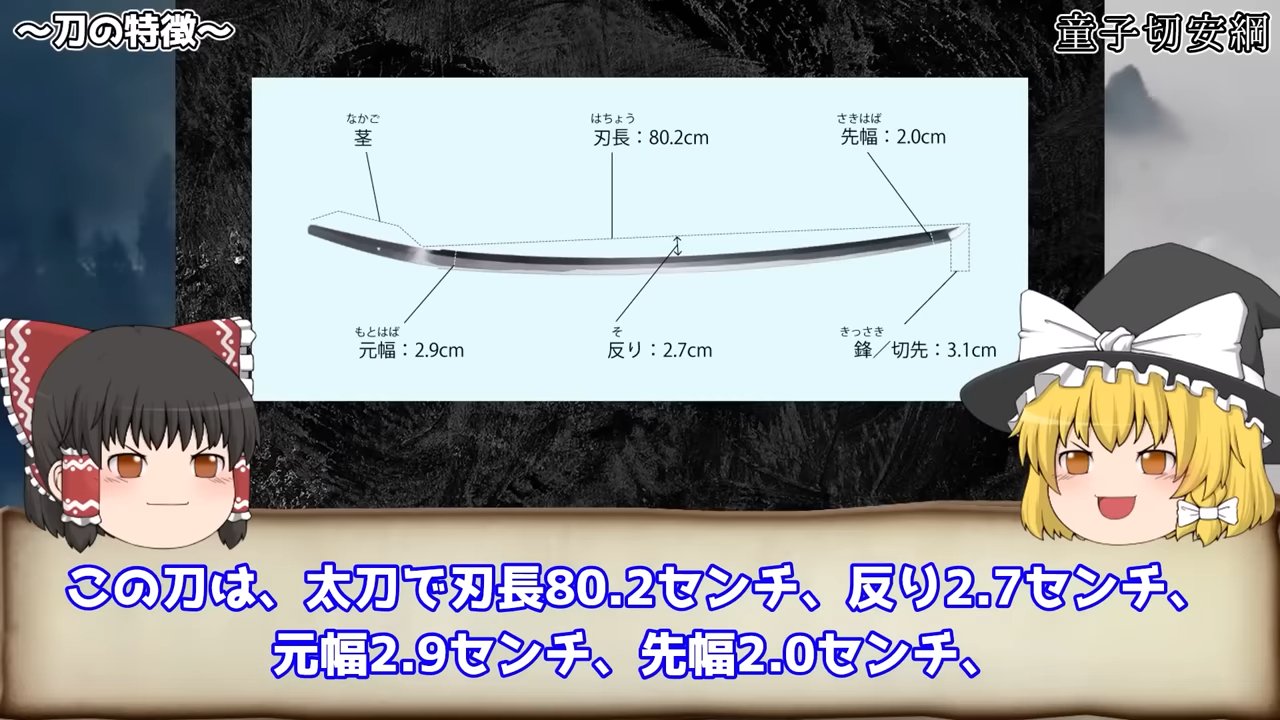 ～刀の特徴～
童子切安綱
なかご
茎
はちょう
刃長：80.2cm
さきはば
先幅：2.0cm
もとはば
元幅：2.9cm
そ
反り：2.7cm
きっさき
鋒／切先：3.1cm
この刀は、太刀で刃長80.2センチ、反り2.7センチ、
元幅2.9センチ、先幅2.0センチ、